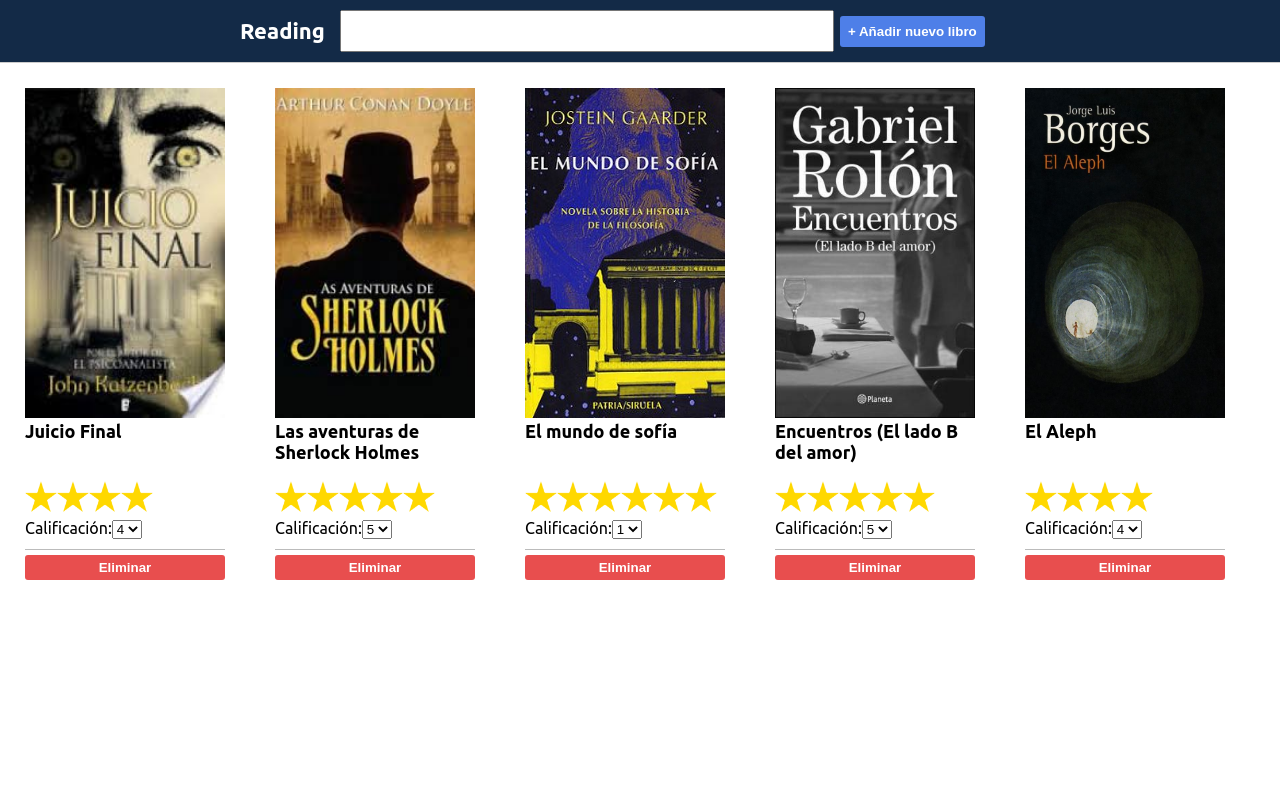 Reading
+ Añadir nuevo libro
JUICIO
FINAL
POR EL AUTOR DE
EL PSICOANALISTA
John Katzenbach
B
Juicio Final
Calificación: 4
Eliminar
ARTHUR CONAN DOYLE
AS AVENTURAS DE
SHERLOCK
HOLMES
Las aventuras de
Sherlock Holmes
Calificación: 5
Eliminar
JOSTEIN GAARDER
EL MUNDO DE SOFÍA
NOVELA SOBRE LA HISTORIA
DE LA FILOSOFÍA
PATRIA/SIRUELA
El mundo de sofía
Calificación: 1
Eliminar
Gabriel
Rolón
Encuentros
(El lado B del amor)
Planeta
Encuentros (El lado B
del amor)
Calificación: 5
Eliminar
Jorge Luis
Borges
El Aleph
El Aleph
Calificación: 4
Eliminar